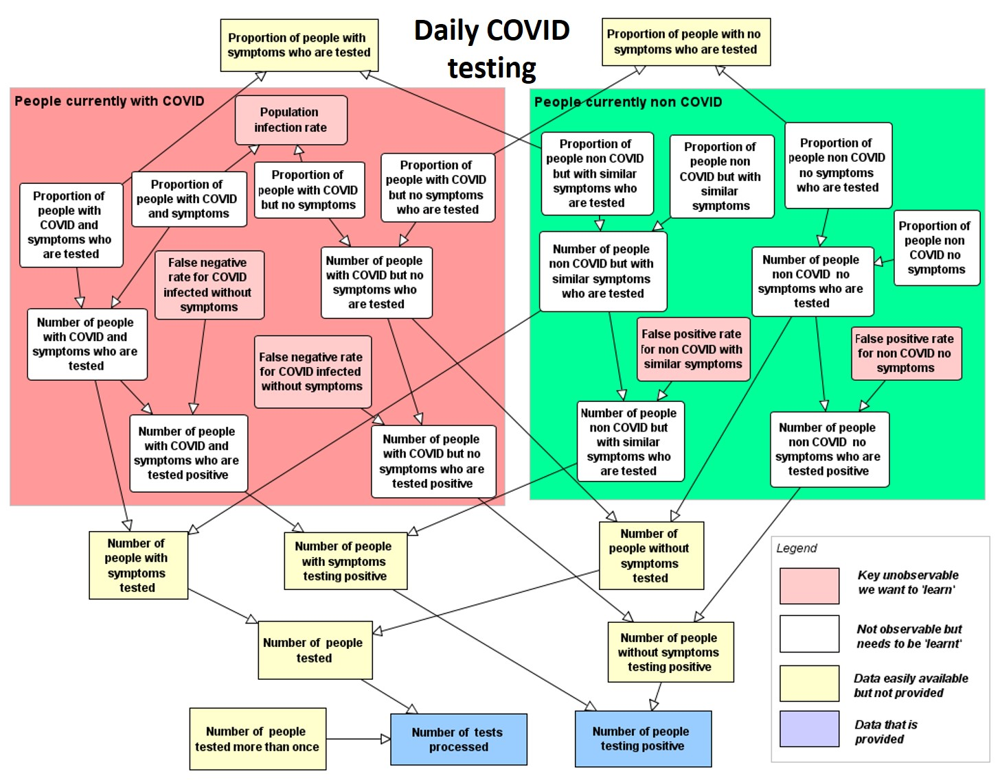 Daily COVID
testing
Proportion of people with
symptoms who are tested
Proportion of people with no
symptoms who are tested
People currently with COVID
Population
infection rate
Proportion of
people with
COVID and
symptoms who
are tested
Proportion of
people with COVID
and symptoms
Proportion of
people with COVID
but no symptoms
Proportion of
people with COVID
but no symptoms
who are tested
False negative
rate for COVID
infected without
symptoms
Number of people
with COVID but no
symptoms who
are tested
Number of people
with COVID and
symptoms who are
tested
False negative rate
for COVID infected
without symptoms
Number of people
with COVID and
symptoms who are
tested positive
Number of people
with COVID but no
symptoms who are
tested positive
People currently non COVID
Proportion of
people non COVID
but with similar
symptoms who
are tested
Proportion of
people non
COVID but with
similar
symptoms
Proportion of
people non COVID
no symptoms
who are tested
Proportion of
people non
COVID no
symptoms
Number of people
non COVID but with
similar symptoms
who are tested
Number of people
non COVID no
symptoms who are
tested
False positive rate
for non COVID with
similar symptoms
False positive rate
for non COVID no
symptoms
Number of people
non COVID but
with similar
symptoms who
are tested
Number of people
non COVID no
symptoms who are
tested positive
Number of
people with
symptoms
tested
Number of people
with symptoms
testing positive
Number of
people without
symptoms
tested
Number of people
tested
Number of people
without symptoms
testing positive
Number of people
tested more than once
Number of tests
processed
Number of people
testing positive
Legend
Key unobservable
we want to 'learn'
Not observable but
needs to be 'learnt'
Data easily available
but not provided
Data that is
provided